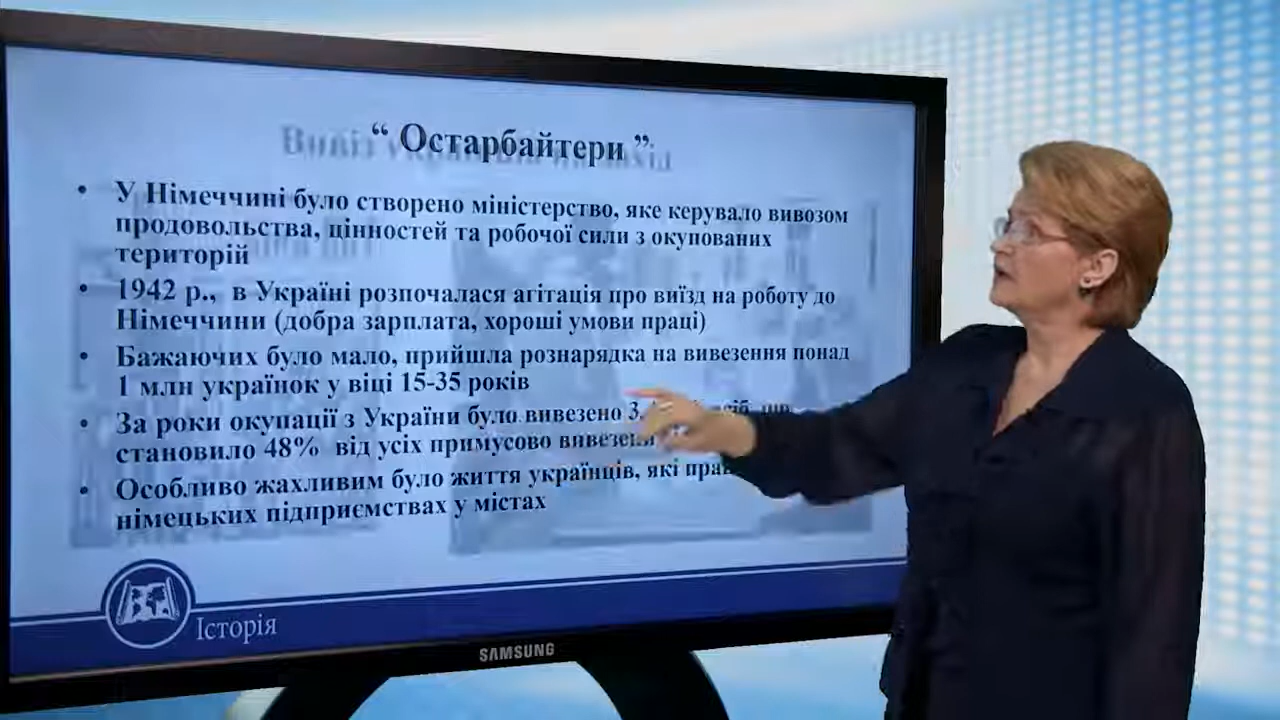 “ Остарбайтери ”
• У Німеччині було створено міністерство, яке керувало вивозом
продовольства, цінностей та робочої сили з окупованих
територій
• 1942 р., в Україні розпочалася агітація про виїзд на роботу до
Німеччини (добра зарплата, хороші умови праці)
• Бажаючих було мало, прийшла рознарядка на вивезення понад
1 млн українок у віці 15-35 років
• За роки окупації з України було вивезено
становило 48% від усіх примусово
• Особливо жахливим було життя українців, які
німецьких підприємствах у містах
Історія
SAMSUNG